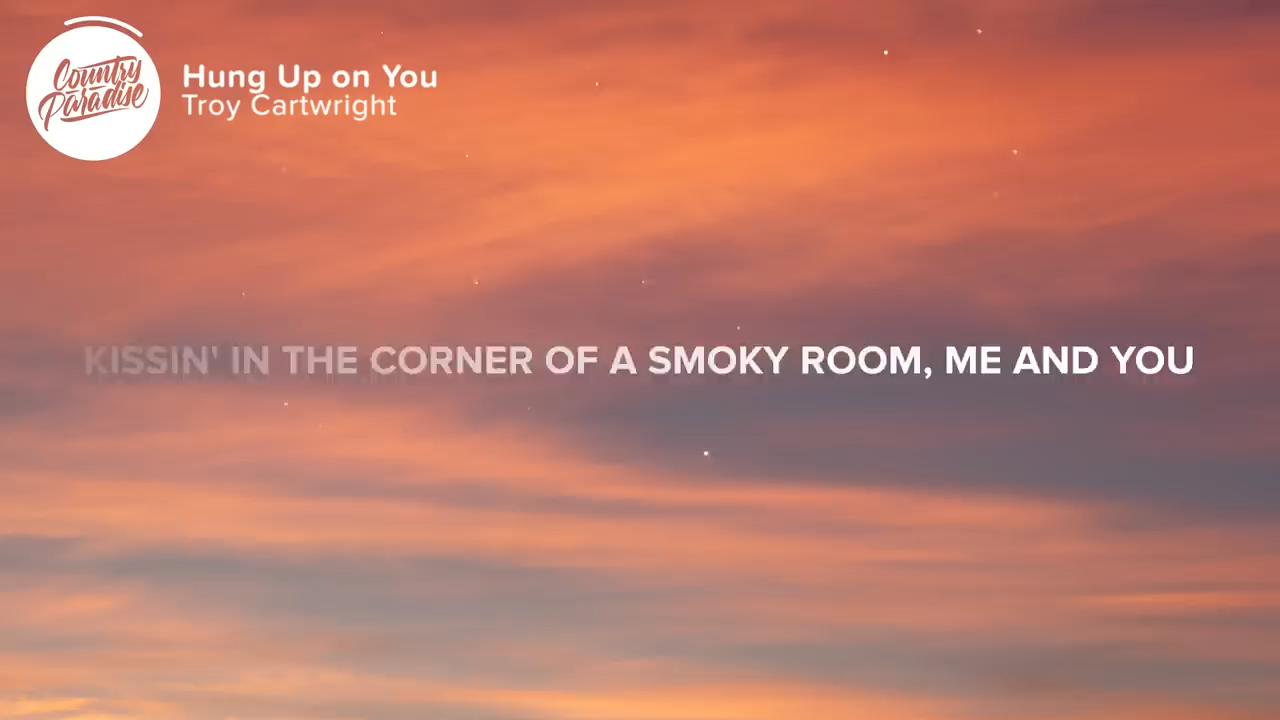 Country
Paradise
Hung Up on You
Troy Cartwright
KISSIN' IN THE CORNER OF A SMOKY ROOM, ME AND YOU